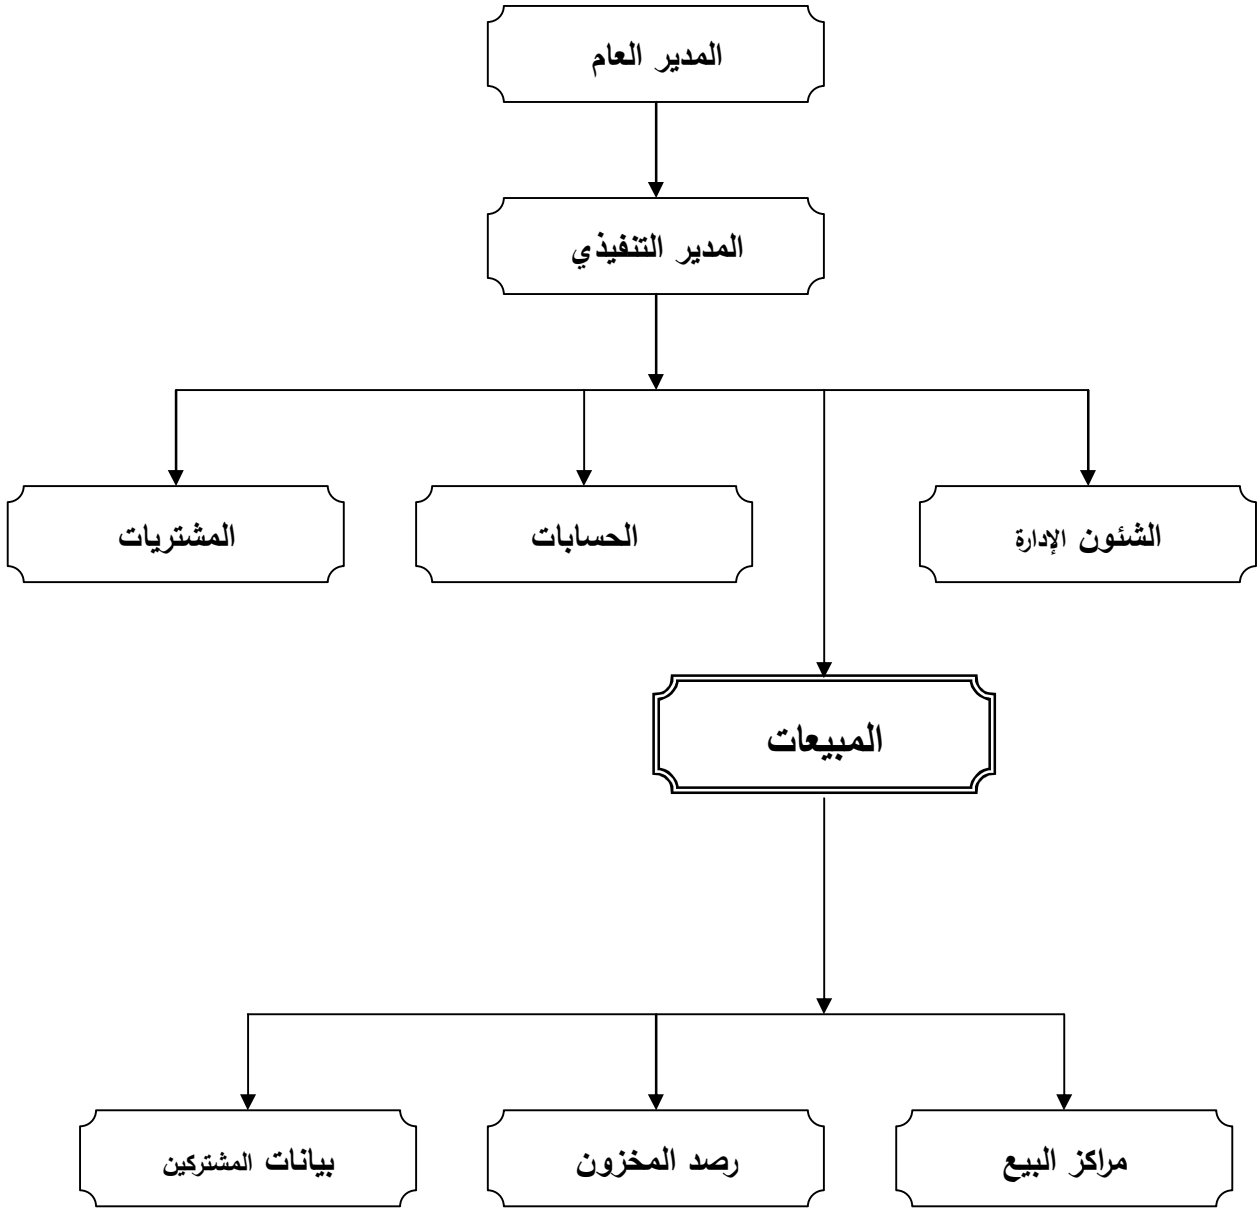 المدير العام
المدير التنفيذي
الشئون الإدارة
الحسابات
المشتريات
المبيعات
مراكز البيع
رصد المخزون
بيانات المشتركين